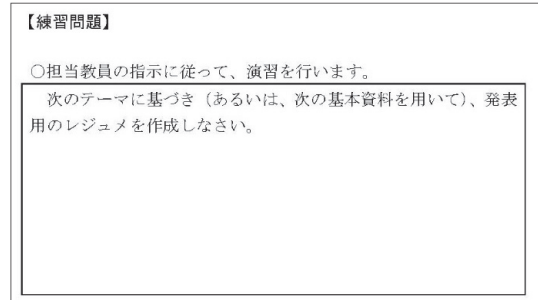 【練習問題】
○担当教員の指示に従って、演習を行います。
次のテーマに基づき（あるいは、次の基本資料を用いて）、発表
用のレジュメを作成しなさい。